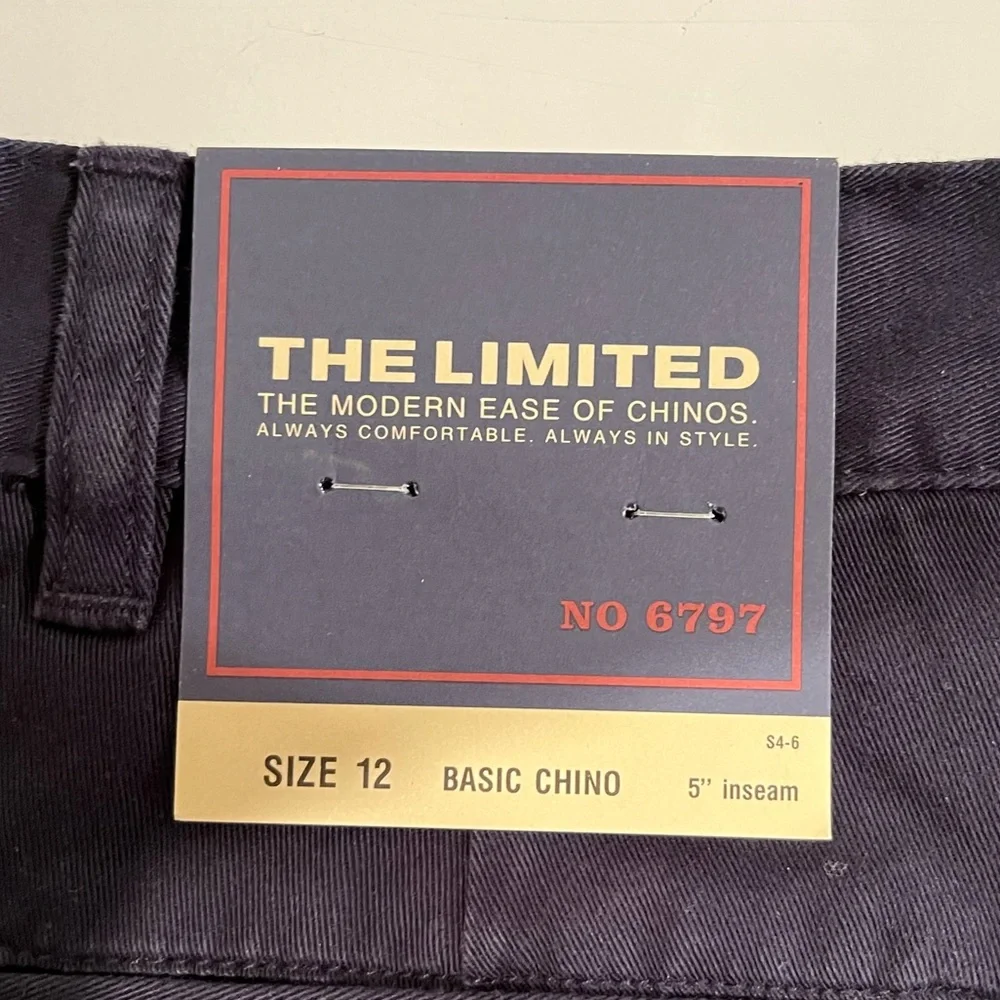 THE LIMITED
THE MODERN EASE OF CHINOS.
ALWAYS COMFORTABLE. ALWAYS IN STYLE.
NO 6797
S4-6
SIZE 12 BASIC CHINO 5” inseam